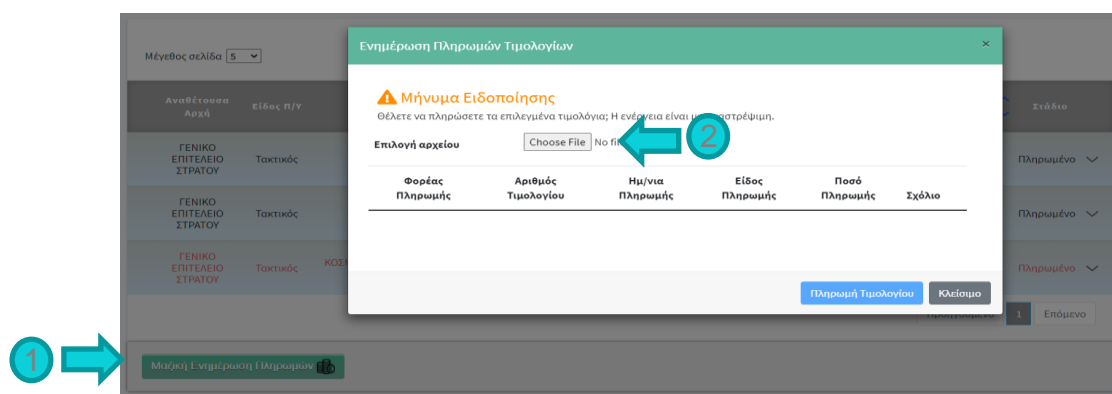 Ενημέρωση Πληρωμών Τιμολογίων ×
Μέγεθος σελίδα 5
Μήνυμα Ειδοποίησης
Θέλετε να πληρώσετε τα επιλεγμένα τιμολόγια; Η ενέργεια είναι
Επιλογή αρχείου Choose File No 2
Αναθέτουσα Αρχή Είδος Π/Υ Στάδιο
Φορέας Πληρωμής Αριθμός Τιμολογίου Ημ/νια Πληρωμής Είδος Πληρωμής Ποσό Πληρωμής Σχόλιο
ΓΕΝΙΚΟ ΕΠΙΤΕΛΕΙΟ ΣΤΡΑΤΟΥ Τακτικός Πληρωμένο
ΓΕΝΙΚΟ ΕΠΙΤΕΛΕΙΟ ΣΤΡΑΤΟΥ Τακτικός Πληρωμένο
ΓΕΝΙΚΟ ΕΠΙΤΕΛΕΙΟ ΣΤΡΑΤΟΥ Τακτικός Πληρωμένο
Πληρωμή Τιμολογίου Κλείσιμο
1 Επόμενο
1 Μαζική Ενημέρωση Πληρωμών